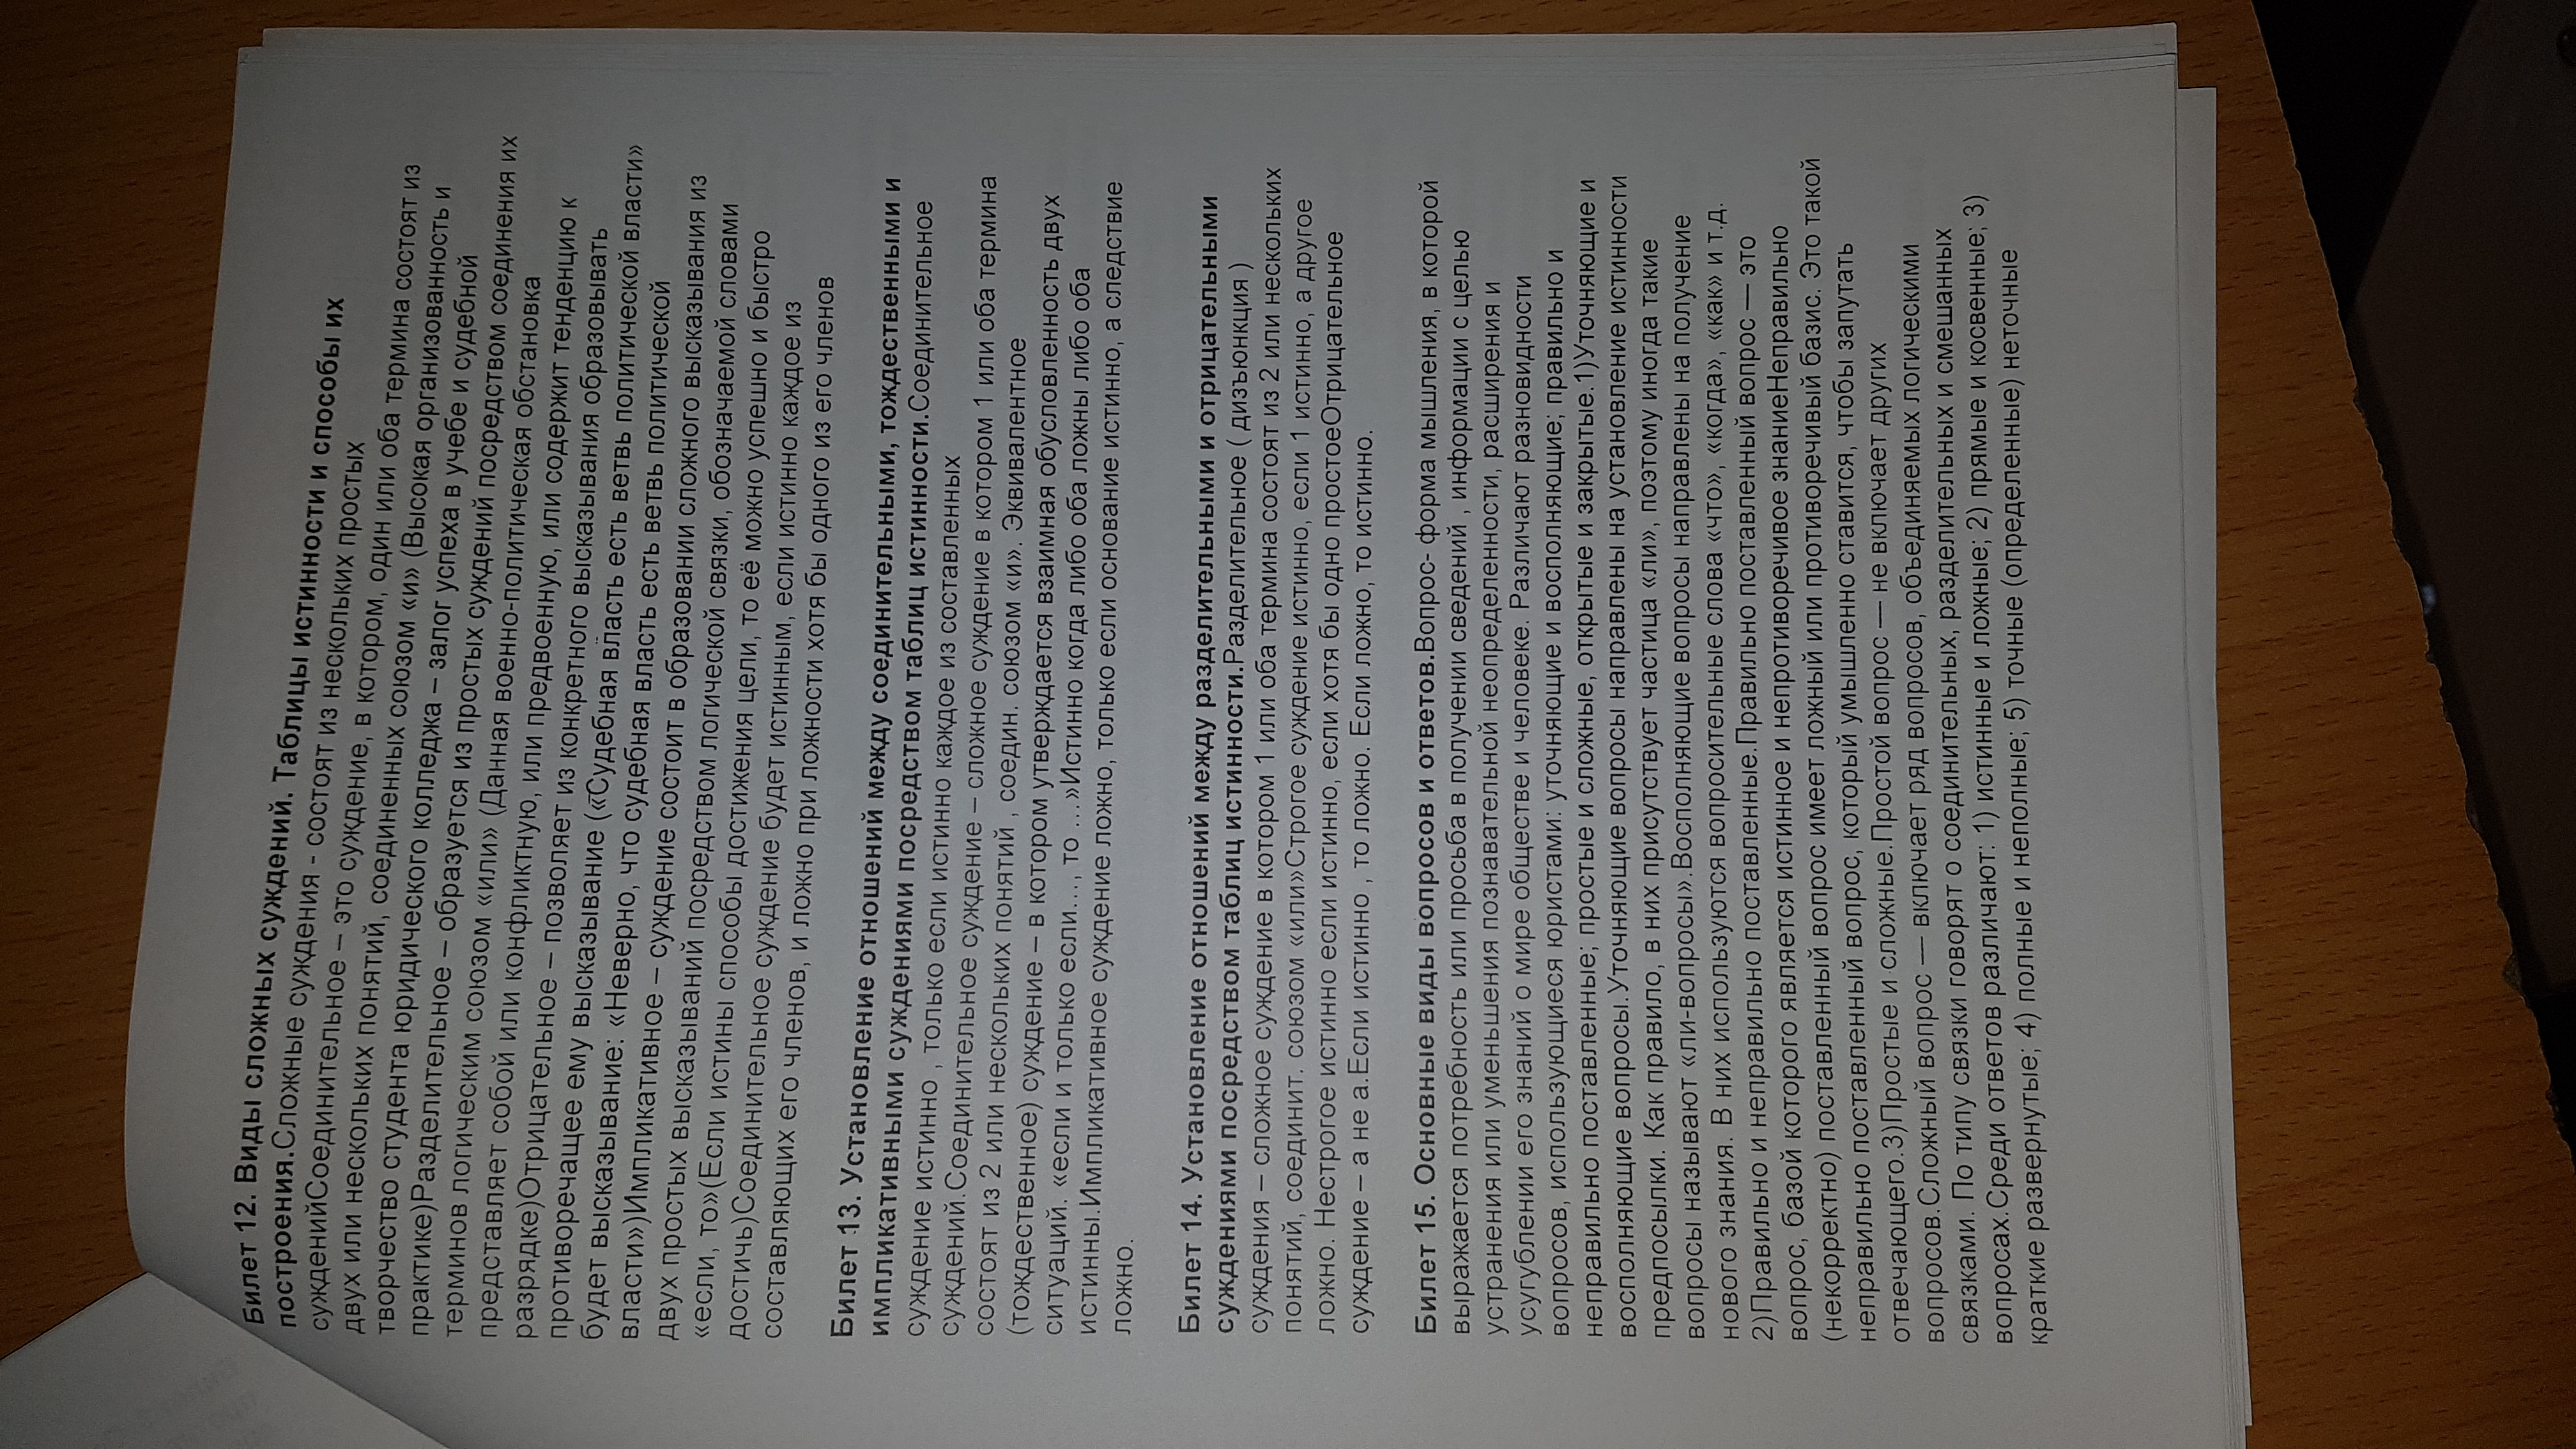 Билет 12. Виды сложных суждений. Таблицы истинности и способы их
построения.Сложные суждения - состоят из нескольких простых
сужденийСоединительное – это суждение, в котором, один или оба термина состоят из
двух или нескольких понятий, соединенных союзом «и» (Высокая организованность и
творчество студента юридического колледжа – залог успеха в учебе и судебной
практике)Разделительное – образуется из простых суждений посредством соединения их
терминов логическим союзом «или» (Данная военно-политическая обстановка
представляет собой или конфликтную, или предвоенную, или содержит тенденцию к
разрядке)Отрицательное – позволяет из конкретного высказывания образовывать
противоречащее ему высказывание («Судебная власть есть ветвь политической власти»
будет высказывание: «Неверно, что судебная власть есть ветвь политической
власти»)Импликативное – суждение состоит в образовании сложного высказывания из
двух простых высказываний посредством логической связки, обозначаемой словами
«если, то»(Если истины способы достижения цели, то её можно успешно и быстро
достичь)Соединительное суждение будет истинным, если истинно каждое из
составляющих его членов, и ложно при ложности хотя бы одного из его членов
Билет 13. Установление отношений между соединительными, тождественными и
импликативными суждениями посредством таблиц истинности.Соединительное
суждение истинно , только если истинно каждое из составленных
суждений.Соединительное суждение – сложное суждение в котором 1 или оба термина
состоят из 2 или нескольких понятий , соедин. союзом «и». Эквивалентное
(тождественное) суждение – в котором утверждается взаимная обусловленность двух
ситуаций. «если и только если…, то …»Истинно когда либо оба ложны либо оба
истинны.Импликативное суждение ложно, только если основание истинно, а следствие
ложно.
Билет 14. Установление отношений между разделительными и отрицательными
суждениями посредством таблиц истинности.Разделительное ( дизъюнкция )
суждения – сложное суждение в котором 1 или оба термина состоят из 2 или нескольких
понятий, соединит. союзом «или»Строгое суждение истинно, если 1 истинно, а другое
ложно. Нестрогое истинно если истинно, если хотя бы одно простоеОтрицательное
суждение – а не а.Если истинно , то ложно. Если ложно, то истинно.
Билет 15. Основные виды вопросов и ответов.Вопрос- форма мышления, в которой
выражается потребность или просьба в получении сведений , информации с целью
устранения или уменьшения познавательной неопределенности, расширения и
усугублении его знаний о мире обществе и человеке. Различают разновидности
вопросов, использующиеся юристами: уточняющие и восполняющие; правильно и
неправильно поставленные; простые и сложные, открытые и закрытые.1)Уточняющие и
восполняющие вопросы.Уточняющие вопросы направлены на установление истинности
предпосылки. Как правило, в них присутствует частица «ли», поэтому иногда такие
вопросы называют «ли-вопросы».Восполняющие вопросы направлены на получение
нового знания. В них используются вопросительные слова «что», «когда», «как» и т.д.
2)Правильно и неправильно поставленные.Правильно поставленный вопрос — это
вопрос, базой которого является истинное и непротиворечивое знаниеНеправильно
(некорректно) поставленный вопрос имеет ложный или противоречивый базис. Это такой
неправильно поставленный вопрос, который умышленно ставится, чтобы запутать
отвечающего.3)Простые и сложные.Простой вопрос — не включает других
вопросов.Сложный вопрос — включает ряд вопросов, объединяемых логическими
связками. По типу связки говорят о соединительных, разделительных и смешанных
вопросах.Среди ответов различают: 1) истинные и ложные; 2) прямые и косвенные; 3)
краткие развернутые; 4) полные и неполные; 5) точные (определенные) неточные